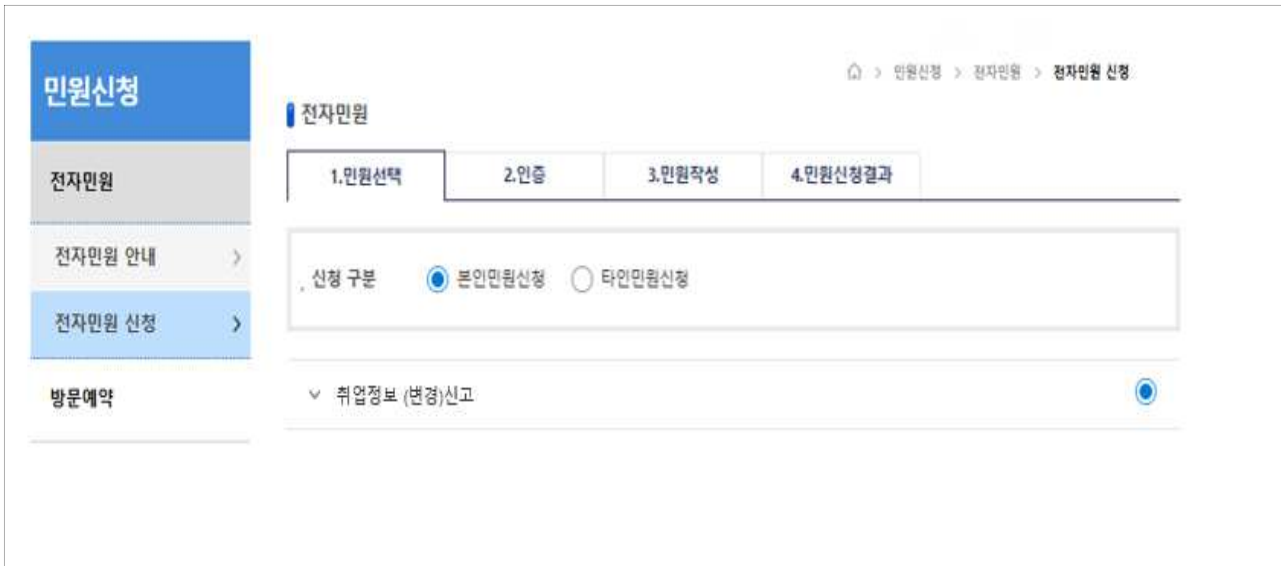 민원신청
전자민원
전자민원 안내
전자민원 신청
방문예약
민원신청 > 전자민원 > 전자민원 신청
전자민원
1.민원선택 2.인증 3.민원작성 4.민원신청결과
신청 구분 본인민원신청 타인민원신청
취업정보 (변경)신고